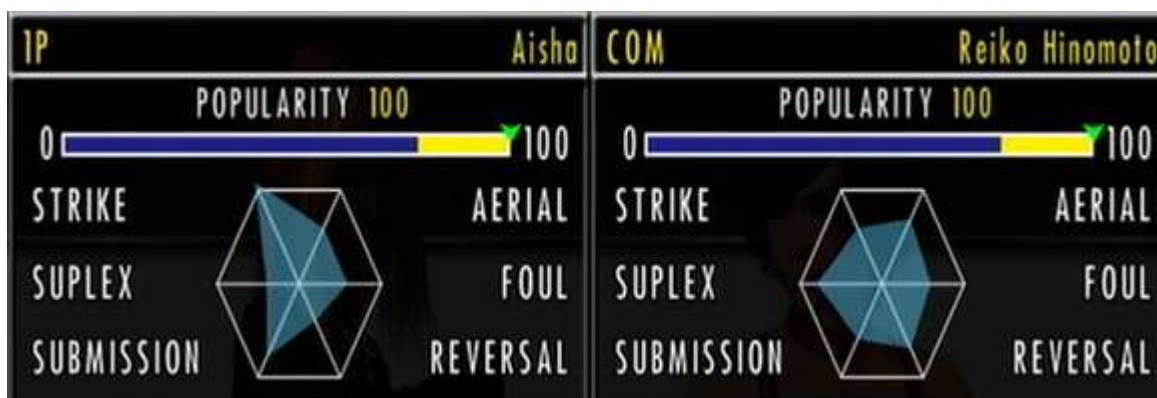 1P Aisha
POPULARITY 100
0 100
STRIKE AERIAL
SUPLEX FOUL
SUBMISSION REVERSAL
COM Reiko Hinomoto
POPULARITY 100
0 100
STRIKE AERIAL
SUPLEX FOUL
SUBMISSION REVERSAL